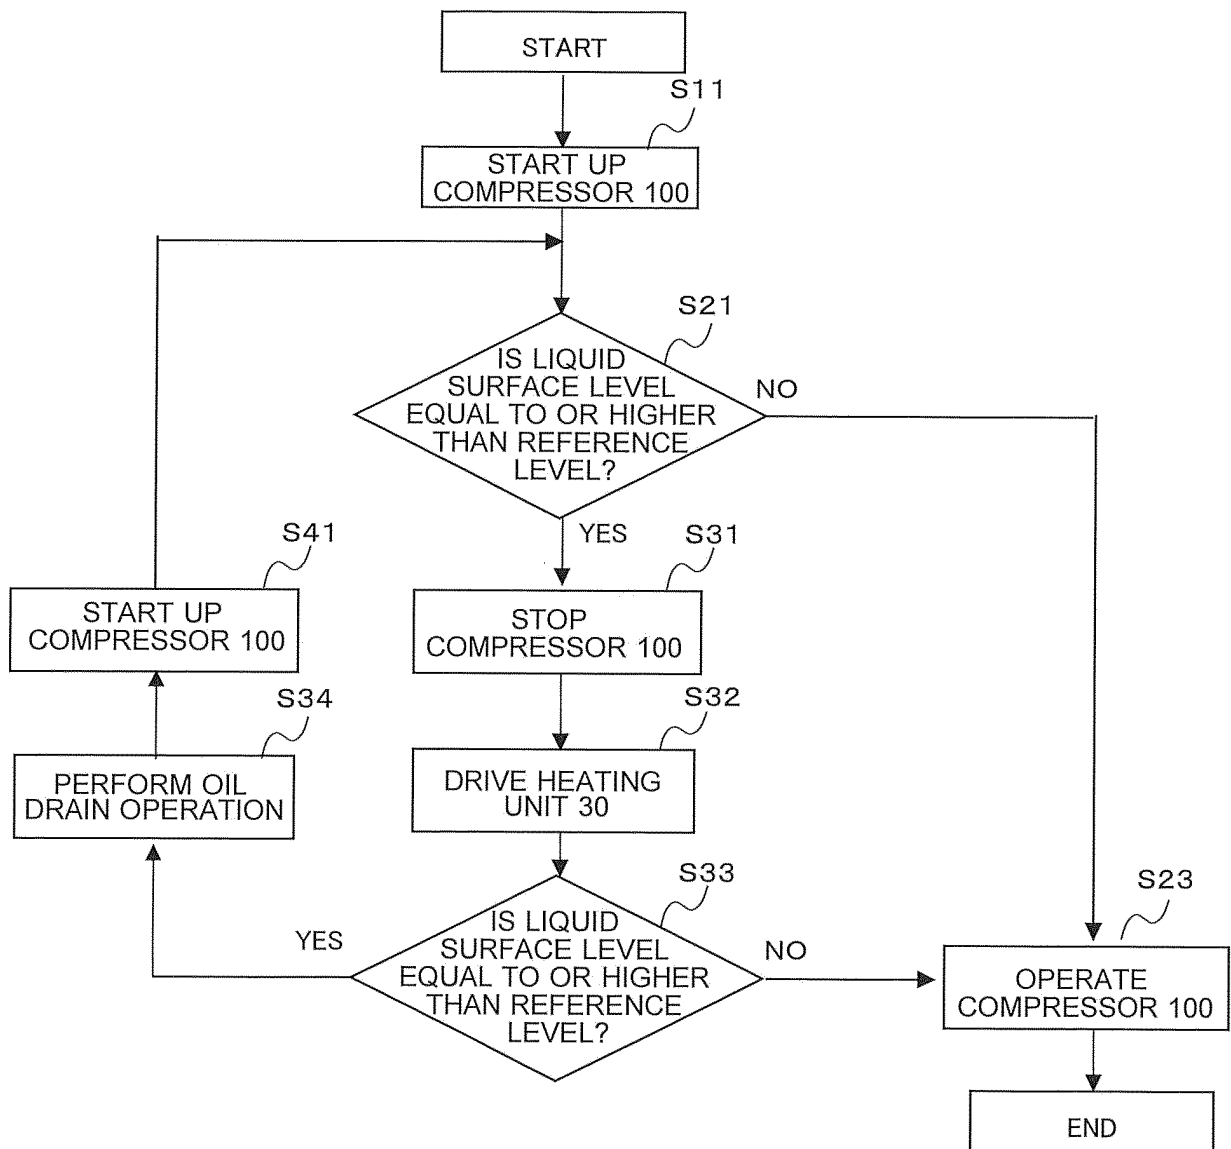 START
S11
START UP
COMPRESSOR 100
S21
IS LIQUID
SURFACE LEVEL
EQUAL TO OR HIGHER
THAN REFERENCE
LEVEL?
NO
YES
S31
STOP
COMPRESSOR 100
S41
START UP
COMPRESSOR 100
S32
DRIVE HEATING
UNIT 30
S34
PERFORM OIL
DRAIN OPERATION
S33
IS LIQUID
SURFACE LEVEL
EQUAL TO OR HIGHER
THAN REFERENCE
LEVEL?
YES
NO
S23
OPERATE
COMPRESSOR 100
END